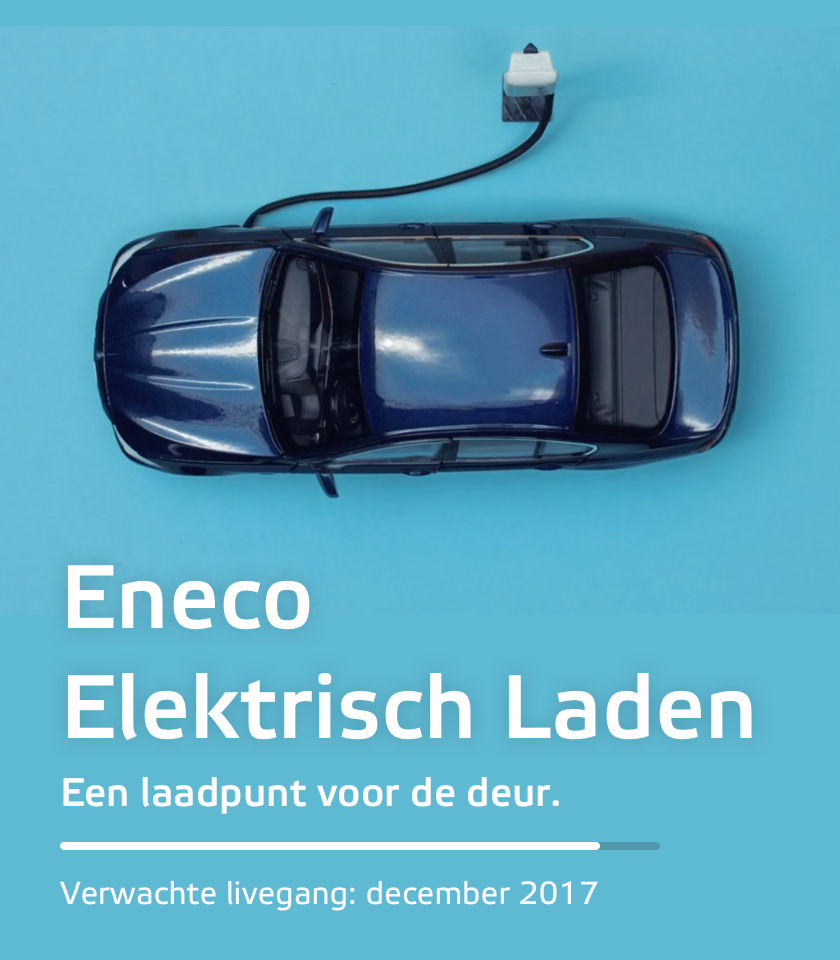 Eneco
Elektrisch Laden
Een laadpunt voor de deur.
Verwachte livegang: december 2017